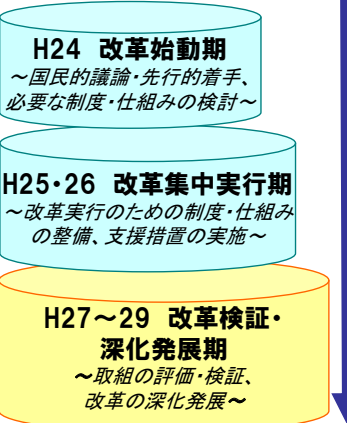 H24 改革始動期
～国民的議論・先行的着手、
必要な制度・仕組みの検討～
H25・26 改革集中実行期
～改革実行のための制度・仕組み
の整備、支援措置の実施～
H27～29 改革検証・
深化発展期
～取組の評価・検証、
改革の深化発展～